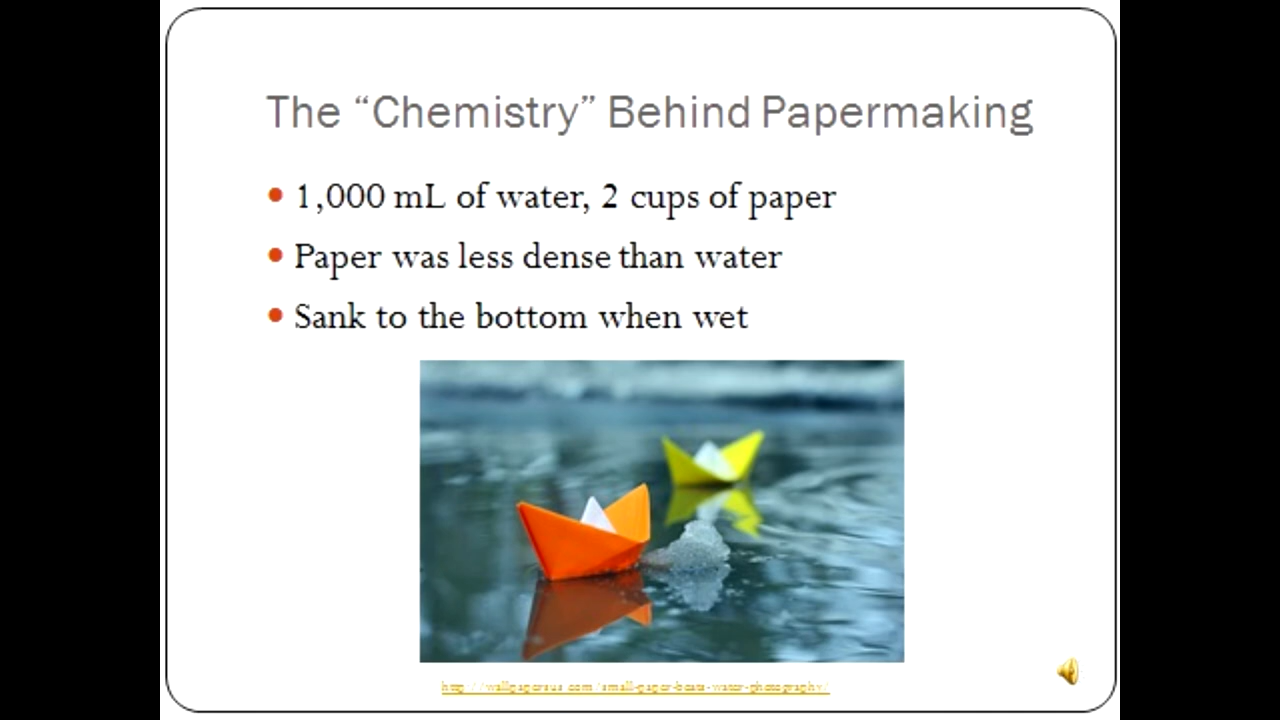 The “Chemistry” Behind Papermaking
1,000 mL of water, 2 cups of paper
Paper was less dense than water
Sank to the bottom when wet